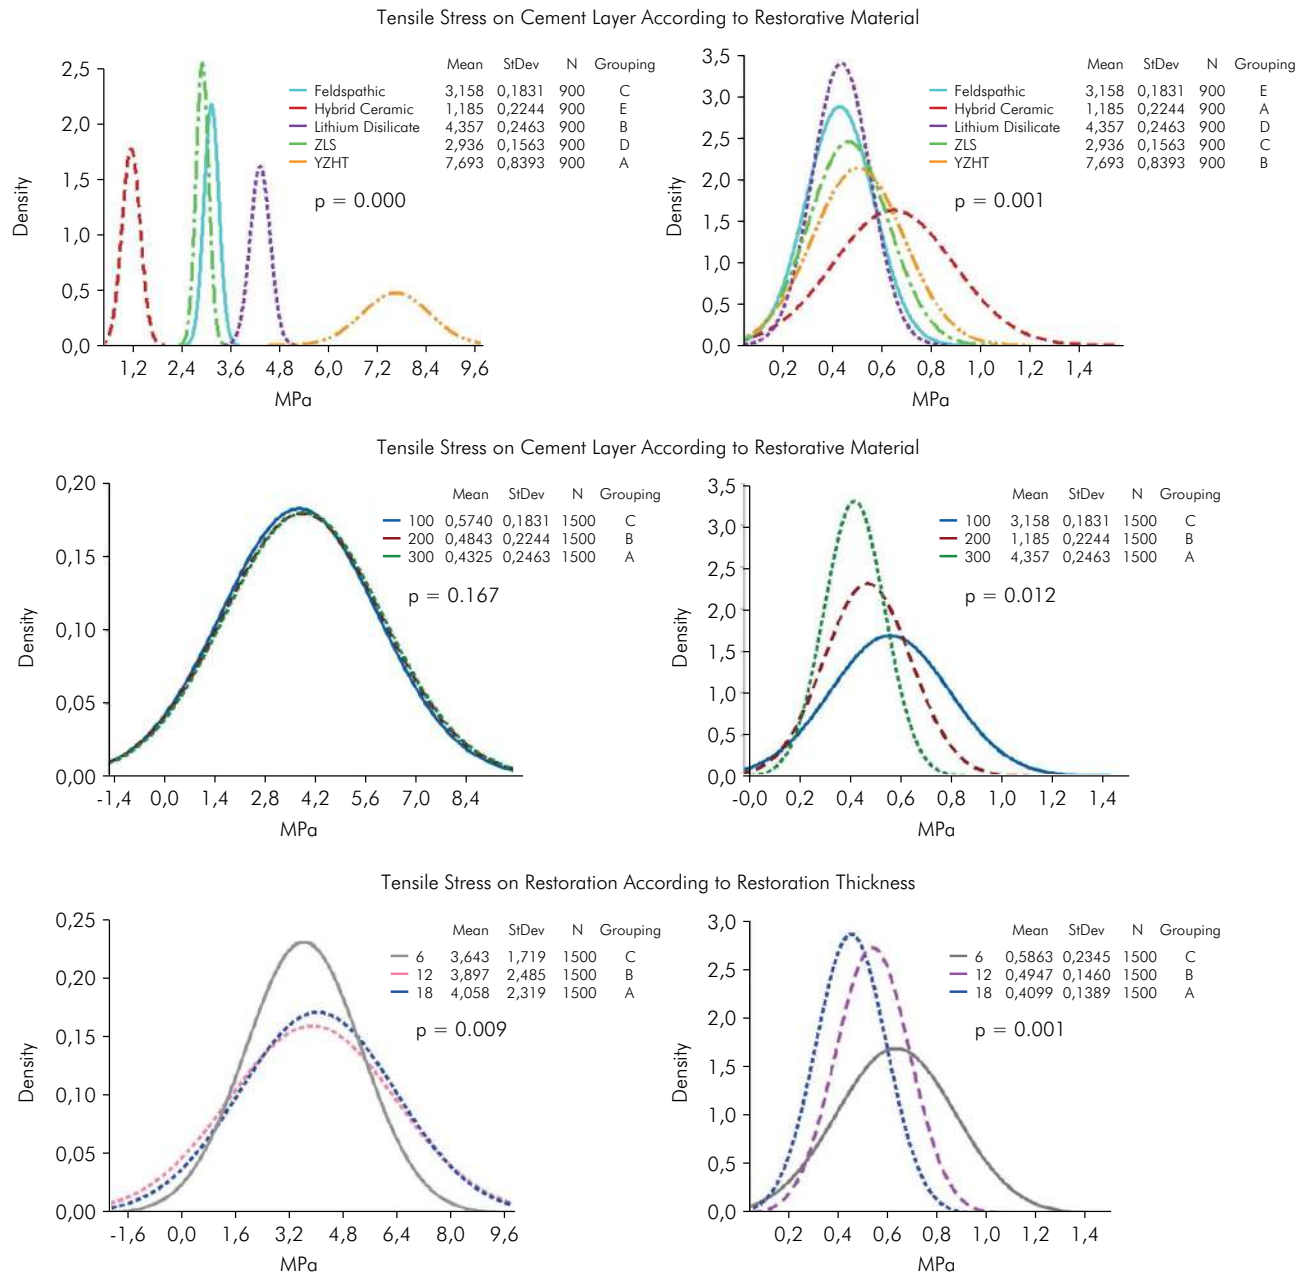 Tensile Stress on Cement Layer According to Restorative Material
Mean StDev N Grouping
Feldspathic 3,158 0,1831 900 C
Hybrid Ceramic 1,185 0,2244 900 E
Lithium Disilicate 4,357 0,2463 900 B
ZLS 2,936 0,1563 900 D
YZHT 7,693 0,8393 900 A
p = 0.000
Density
2,5
2,0
1,5
1,0
0,5
0,0
1,2 2,4 3,6 4,8 6,0 7,2 8,4 9,6
MPa
Mean StDev N Grouping
Feldspathic 3,158 0,1831 900 E
Hybrid Ceramic 1,185 0,2244 900 A
Lithium Disilicate 4,357 0,2463 900 D
ZLS 2,936 0,1563 900 C
YZHT 7,693 0,8393 900 B
p = 0.001
Density
3,5
3,0
2,5
2,0
1,5
1,0
0,5
0,0
0,2 0,4 0,6 0,8 1,0 1,2 1,4
MPa
Tensile Stress on Cement Layer According to Restorative Material
Mean StDev N Grouping
100 0,5740 0,1831 1500 C
200 0,4843 0,2244 1500 B
300 0,4325 0,2463 1500 A
p = 0.167
Density
0,20
0,15
0,10
0,05
0,00
-1,4 0,0 1,4 2,8 4,2 5,6 7,0 8,4
MPa
Mean StDev N Grouping
100 3,158 0,1831 1500 C
200 1,185 0,2244 1500 B
300 4,357 0,2463 1500 A
p = 0.012
Density
3,5
3,0
2,5
2,0
1,5
1,0
0,5
0,0
-0,0 0,2 0,4 0,6 0,8 1,0 1,2 1,4
MPa
Tensile Stress on Restoration According to Restoration Thickness
Mean StDev N Grouping
6 3,643 1,719 1500 C
12 3,897 2,485 1500 B
18 4,058 2,319 1500 A
p = 0.009
Density
0,25
0,20
0,15
0,10
0,05
0,00
-1,6 0,0 1,6 3,2 4,8 6,4 8,0 9,6
MPa
Mean StDev N Grouping
6 0,5863 0,2345 1500 C
12 0,4947 0,1460 1500 B
18 0,4099 0,1389 1500 A
p = 0.001
Density
3,0
2,5
2,0
1,5
1,0
0,5
0,0
0,2 0,4 0,6 0,8 1,0 1,2 1,4
MPa